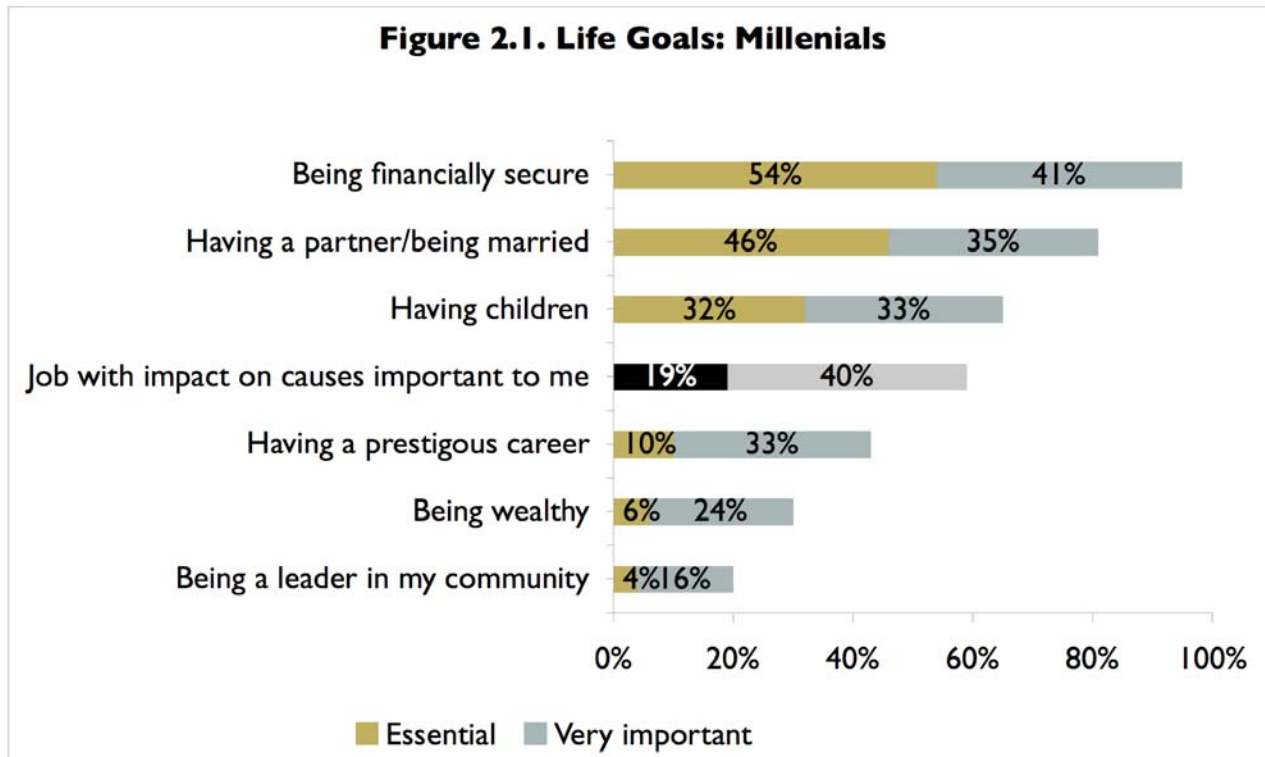 Figure 2.1. Life Goals: Millenials
Being financially secure 54% 41%
Having a partner/being married 46% 35%
Having children 32% 33%
Job with impact on causes important to me 19% 40%
Having a prestigous career 10% 33%
Being wealthy 6% 24%
Being a leader in my community 4% 16%
0% 20% 40% 60% 80% 100%
Essential Very important